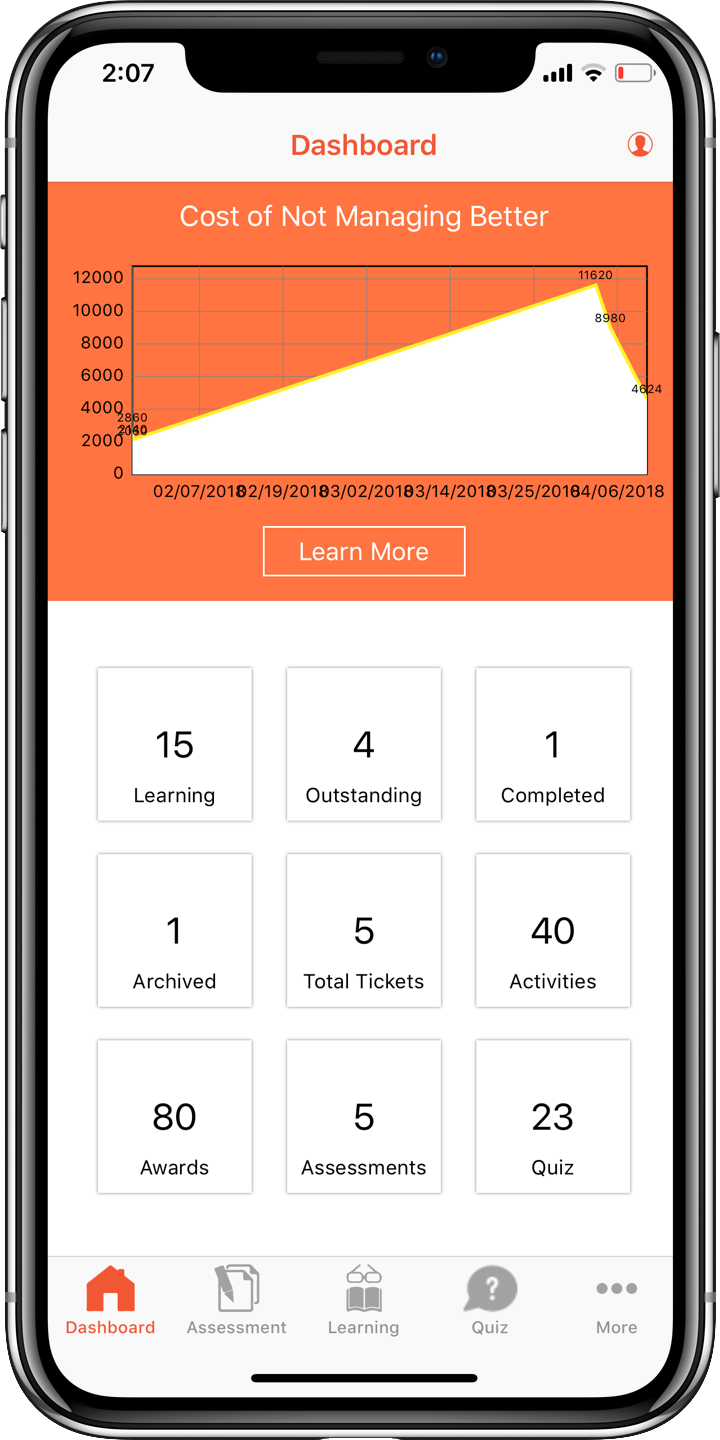 2:07
Dashboard
Cost of Not Managing Better
12000
10000
8000
6000
4000
2000
0
11620
8980
4624
2860
2060
02/07/2018
02/19/2018
03/02/2018
03/14/2018
03/25/2018
04/06/2018
Learn More
15 4 1
Learning Outstanding Completed
1 5 40
Archived Total Tickets Activities
80 5 23
Awards Assessments Quiz
?
Dashboard Assessment Learning Quiz More